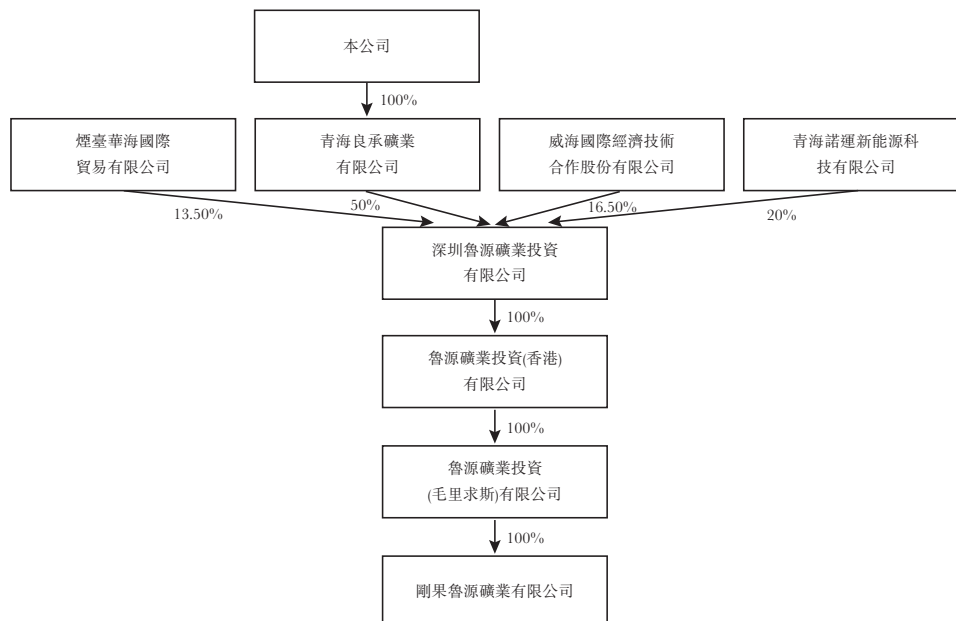 本公司
100%
煙臺華海國際
貿易有限公司
青海良承礦業
有限公司
威海國際經濟技術
合作股份有限公司
青海諾運新能源科
技有限公司
13.50%
50%
16.50%
20%
深圳魯源礦業投資
有限公司
100%
魯源礦業投資(香港)
有限公司
100%
魯源礦業投資
(毛里求斯)有限公司
100%
剛果魯源礦業有限公司